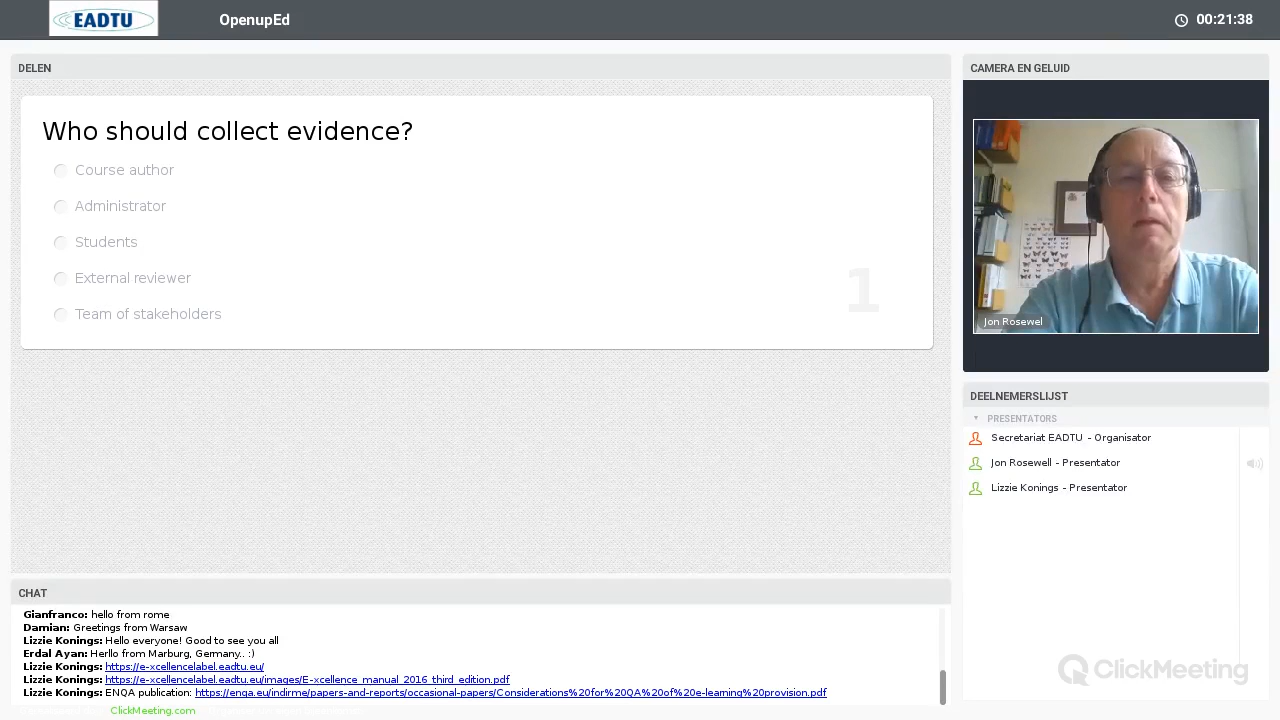 EADTU
OpenupEd
00:21:38
DELEN
Who should collect evidence?
Course author
Administrator
Students
External reviewer
Team of stakeholders
1
CAMERA EN GELUID
Jon Rosewel
DEELNEMERSLIJST
PRESENTATORS
Secretariat EADTU - Organisator
Jon Rosewell - Presentator
Lizzie Konings - Presentator
ClickMeeting
CHAT
Gianfranco: hello from rome
Damian: Greetings from Warsaw
Lizzie Konings: Hello everyone! Good to see you all
Erdal Ayan: Herllo from Marburg, Germany.. :)
Lizzie Konings: https://e-xcellencelabel.eadtu.eu/
Lizzie Konings: https://e-xcellencelabel.eadtu.eu/images/E-xcellence_manual_2016_third_edition.pdf
Lizzie Konings: ENQA publication: https://enqa.eu/indirme/papers-and-reports/occasional-papers/Considerations%20for%20QA%20of%20e-learning%20provision.pdf
ClickMeeting.com